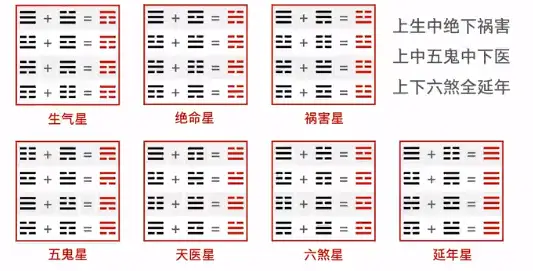 上生中绝下祸害
上中五鬼中下医
上下六煞全延年
生气星
绝命星
祸害星
五鬼星
天医星
六煞星
延年星